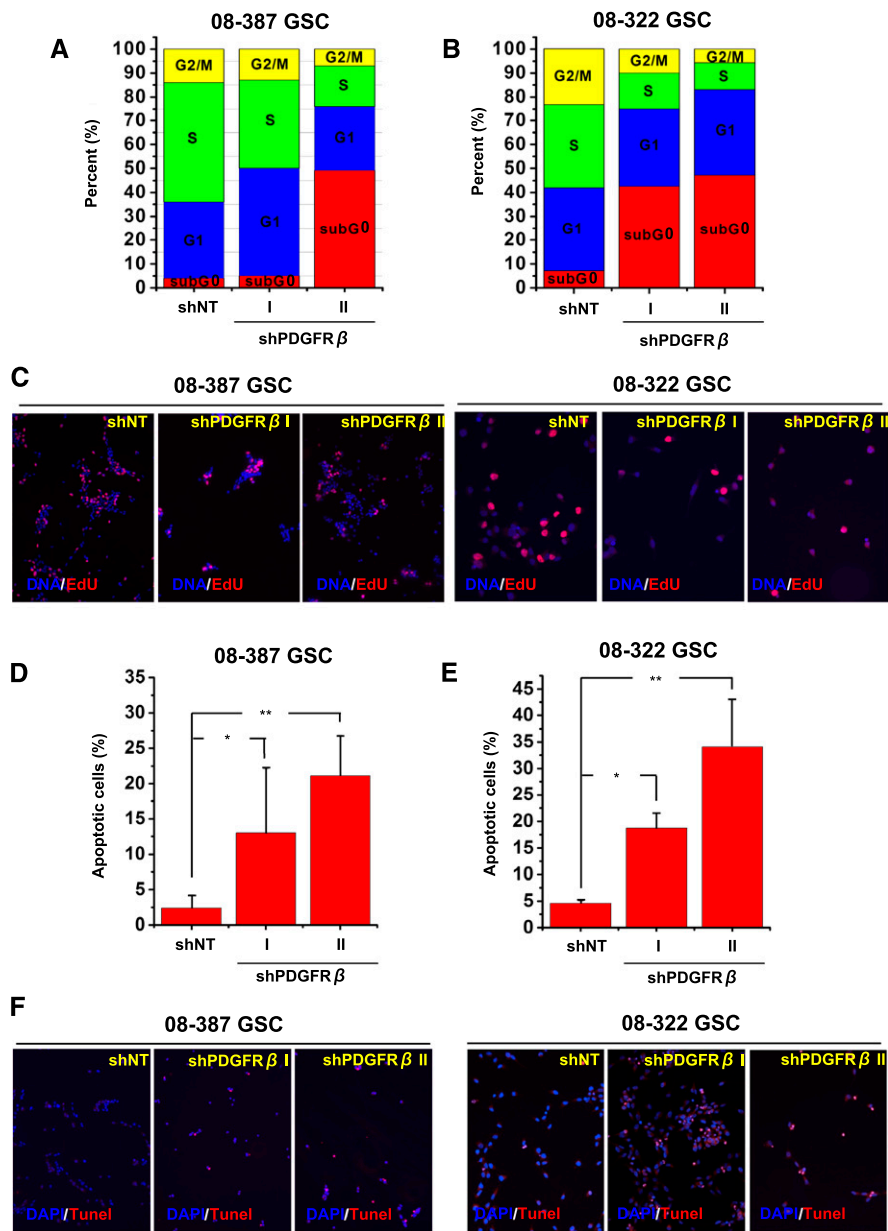 08-387 GSC
08-322 GSC
A
B
Percent (%)
100
90
80
70
60
50
40
30
20
10
0
G2/M
S
G1
subG0
G2/M
S
G1
subG0
G2/M
S
G1
subG0
shNT
I
II
shPDGFRβ
Percent (%)
100
90
80
70
60
50
40
30
20
10
0
G2/M
S
G1
subG0
G2/M
S
G1
subG0
G2/M
S
G1
subG0
shNT
I
II
shPDGFRβ
C
08-387 GSC
08-322 GSC
shNT
shPDGFRβ I
shPDGFRβ II
shNT
shPDGFRβ I
shPDGFRβ II
DNA/EdU
DNA/EdU
DNA/EdU
DNA/EdU
DNA/EdU
DNA/EdU
D
08-387 GSC
Apoptotic cells (%)
35
30
25
20
15
10
5
0
**
*
shNT
I
II
shPDGFRβ
E
08-322 GSC
Apoptotic cells (%)
45
40
35
30
25
20
15
10
5
0
**
*
shNT
I
II
shPDGFRβ
F
08-387 GSC
08-322 GSC
shNT
shPDGFRβ I
shPDGFRβ II
shNT
shPDGFRβ I
shPDGFRβ II
DAPI/Tunel
DAPI/Tunel
DAPI/Tunel
DAPI/Tunel
DAPI/Tunel
DAPI/Tunel